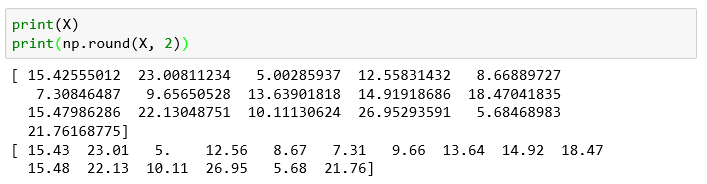 print(X)
print(np.round(X, 2))
[ 15.42555012  23.00811234   5.00285937  12.55831432   8.66889727
   7.30846487   9.65650528  13.63901818  14.91918686  18.47041835
  15.47986286  22.13048751  10.11130624  26.95293591   5.68468983
  21.76168775]
[ 15.43  23.01   5.    12.56   8.67   7.31   9.66  13.64  14.92  18.47
  15.48  22.13  10.11  26.95   5.68  21.76]